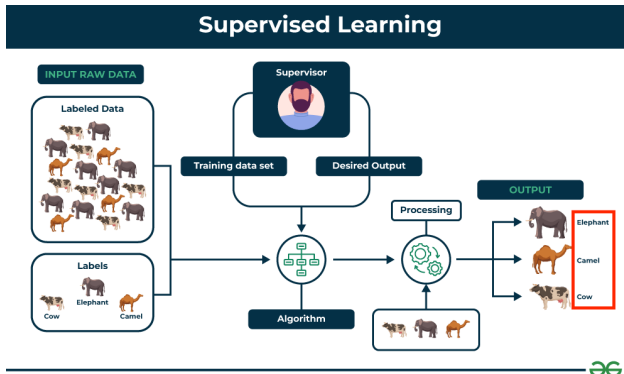 Supervised Learning
INPUT RAW DATA
Labeled Data
Labels
Elephant
Cow
Camel
Supervisor
Training data set
Desired Output
Algorithm
Processing
OUTPUT
Elephant
Camel
Cow